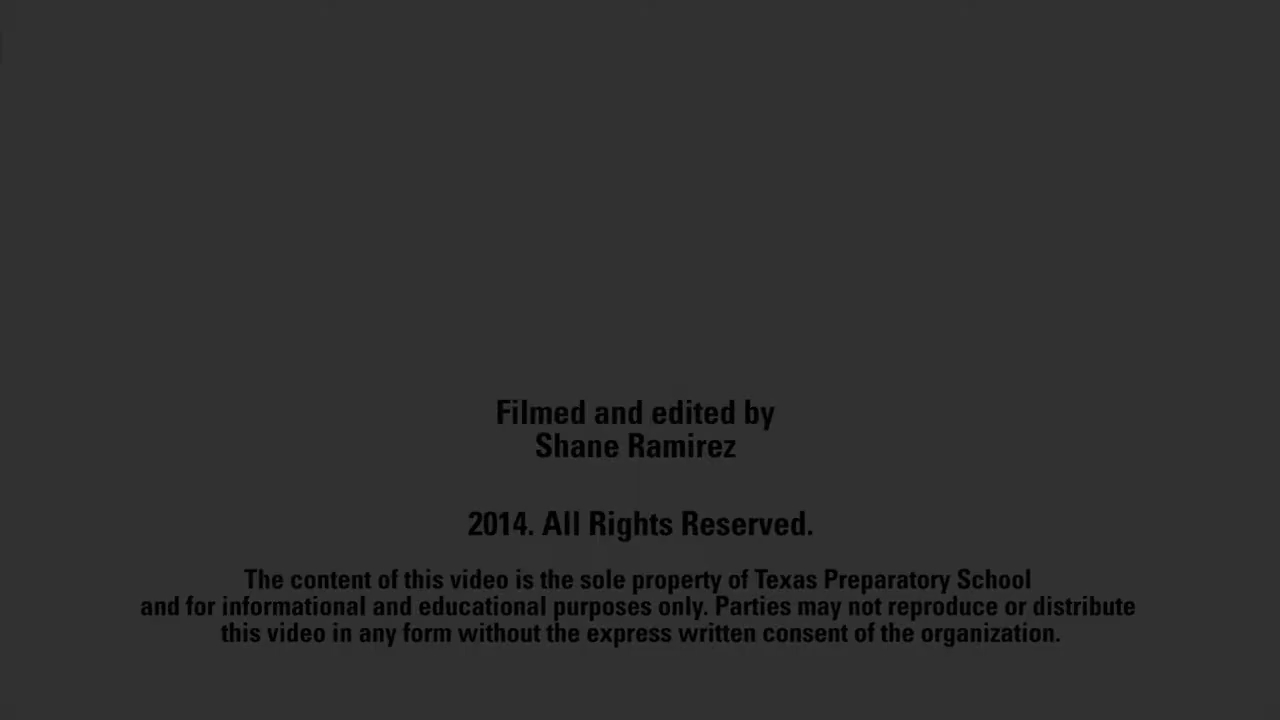 Filmed and edited by
Shane Ramirez
2014. All Rights Reserved.
The content of this video is the sole property of Texas Preparatory School
and for informational and educational purposes only. Parties may not reproduce or distribute
this video in any form without the express written consent of the organization.